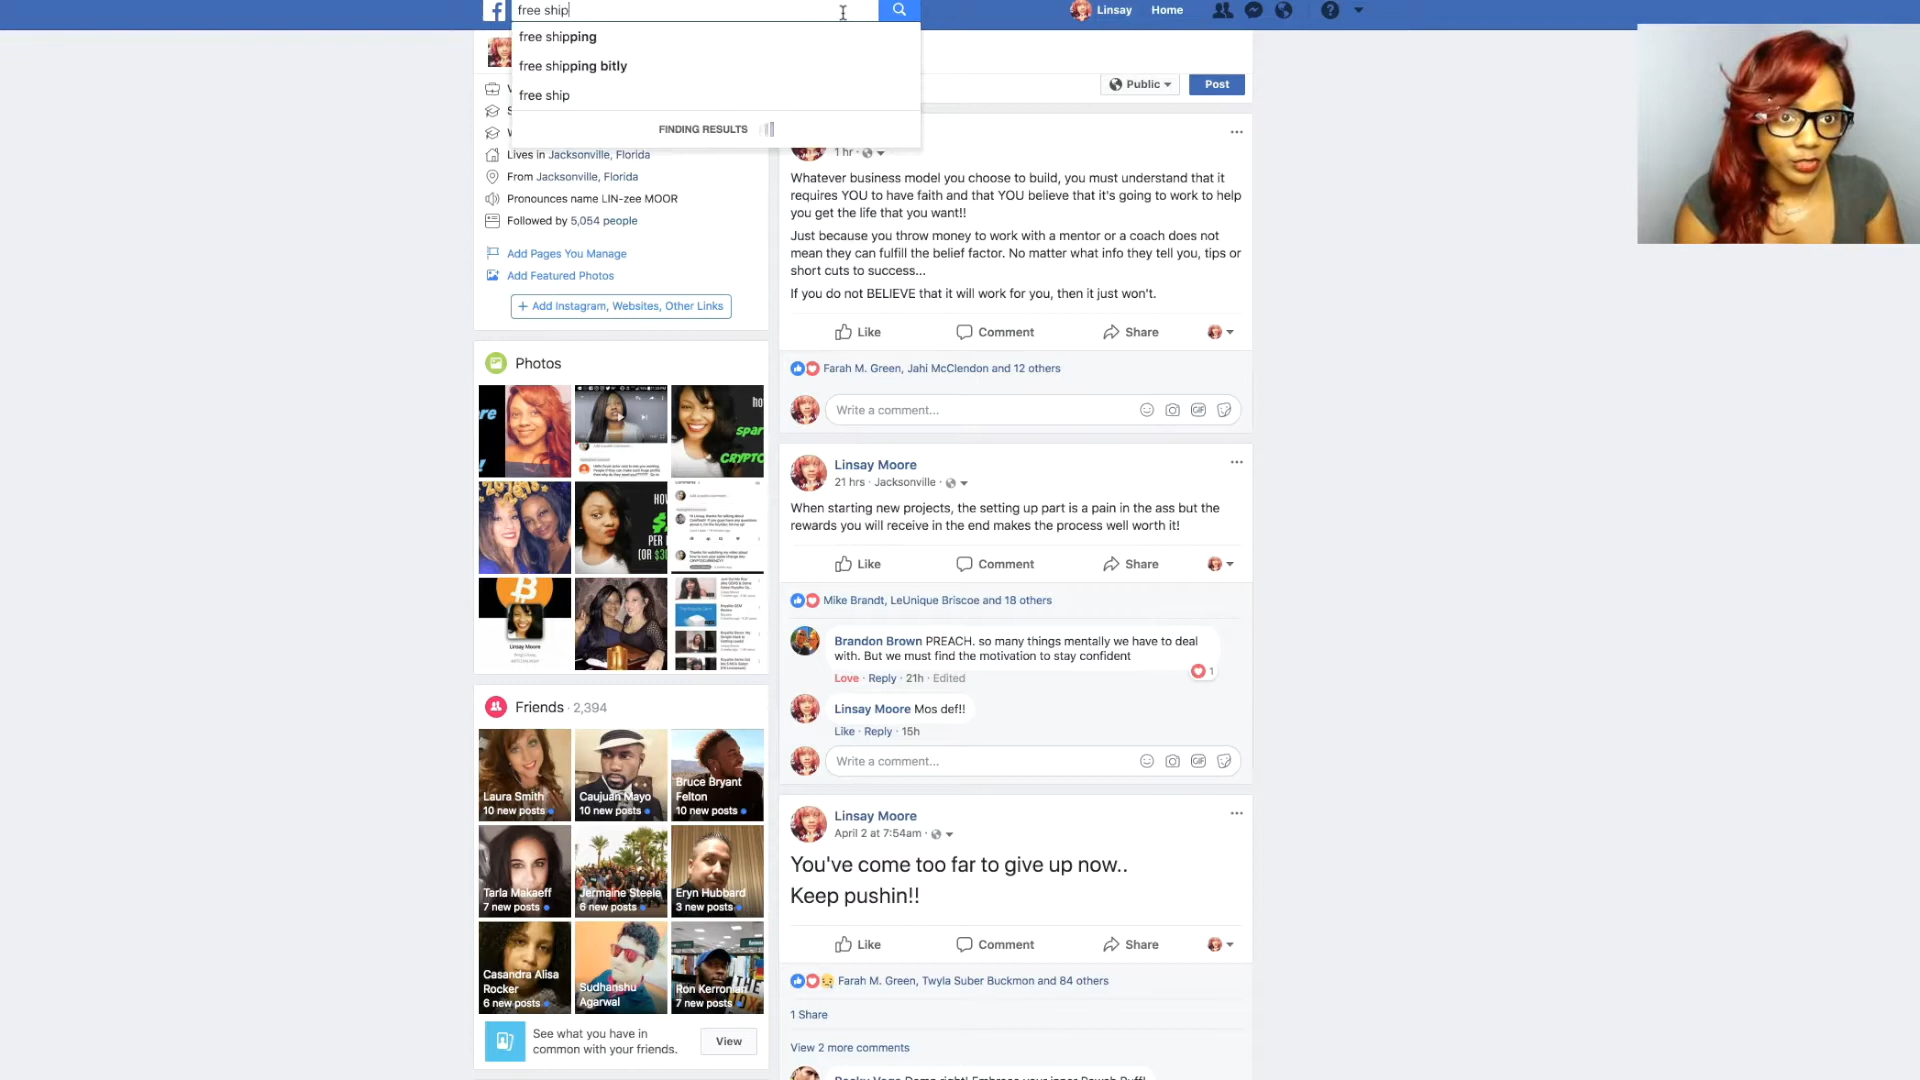 free ship
Linsay
Home
free shipping
free shipping bitly
free ship
FINDING RESULTS
Public
Post
Lives in Jacksonville, Florida
From Jacksonville, Florida
Pronounces name LIN-zee MOOR
Followed by 5,054 people
Add Pages You Manage
Add Featured Photos
+ Add Instagram, Websites, Other Links
Photos
Friends · 2,394
Laura Smith
10 new posts
Caujuan Mayo
10 new posts
Bruce Bryant
Felton
10 new posts
Tarla Makaeff
7 new posts
Jermaine Steele
6 new posts
Eryn Hubbard
3 new posts
Casandra Alisa
Rocker
6 new posts
Sudhanshu
Agarwal
Ron Kerronian
7 new posts
See what you have in
common with your friends.
View
1 hr ·
Whatever business model you choose to build, you must understand that it
requires YOU to have faith and that YOU believe that it's going to work to help
you get the life that you want!!
Just because you throw money to work with a mentor or a coach does not
mean they can fulfill the belief factor. No matter what info they tell you, tips or
short cuts to success...
If you do not BELIEVE that it will work for you, then it just won't.
Like Comment Share
Farah M. Green, Jahi McClendon and 12 others
Write a comment...
Linsay Moore
21 hrs · Jacksonville ·
When starting new projects, the setting up part is a pain in the ass but the
rewards you will receive in the end makes the process well worth it!
Like Comment Share
Mike Brandt, LeUnique Briscoe and 18 others
Brandon Brown PREACH. so many things mentally we have to deal
with. But we must find the motivation to stay confident
1
Love · Reply · 21h · Edited
Linsay Moore Mos def!!
Like · Reply · 15h
Write a comment...
Linsay Moore
April 2 at 7:54am ·
You've come too far to give up now..
Keep pushin!!
Like Comment Share
Farah M. Green, Twyla Suber Buckmon and 84 others
1 Share
View 2 more comments